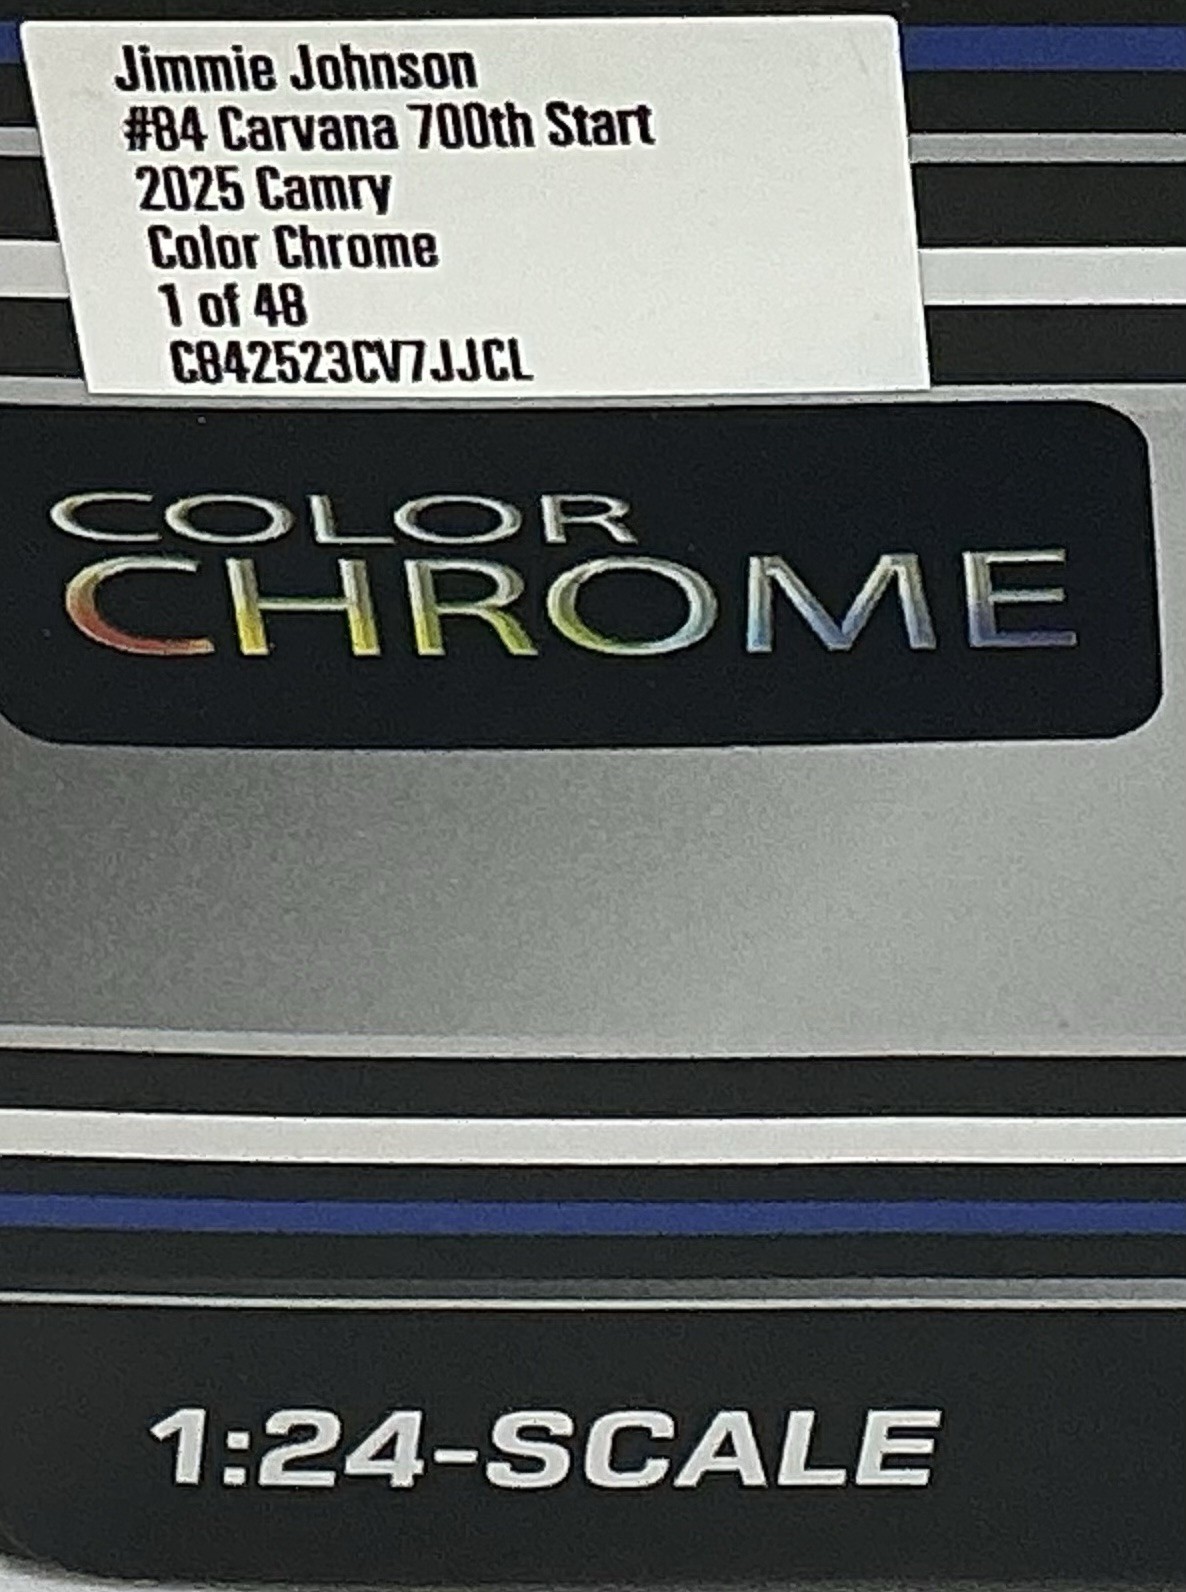 Jimmie Johnson
#84 Carvana 700th Start
2025 Camry
Color Chrome
1 of 48
C842523CV7JJCL
COLOR
CHROME
1:24-SCALE